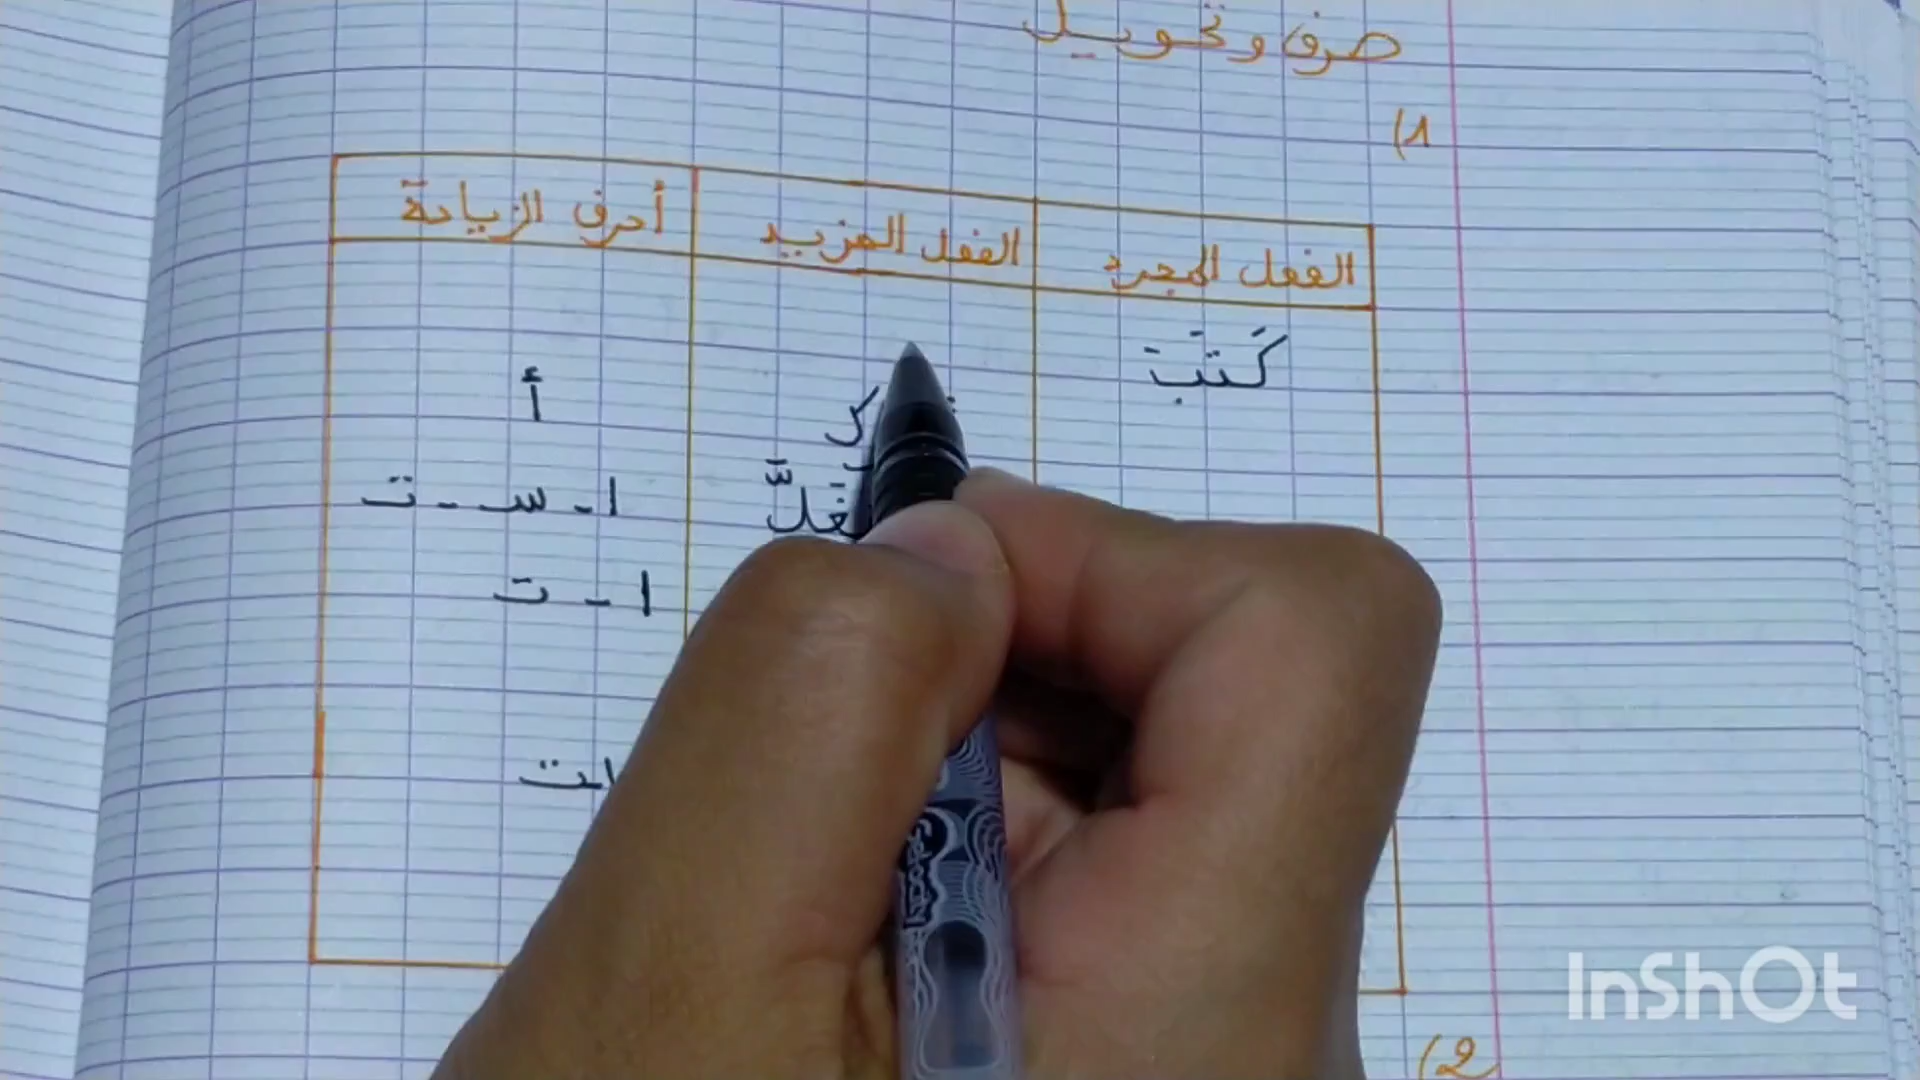 صرف وتحويل
1)
الفعل المجرد الفعل المزيد أحرف الزيادة
كَتَبَ
أ
ا - س - ت
ا - ت
ا ت
2)
InShOt